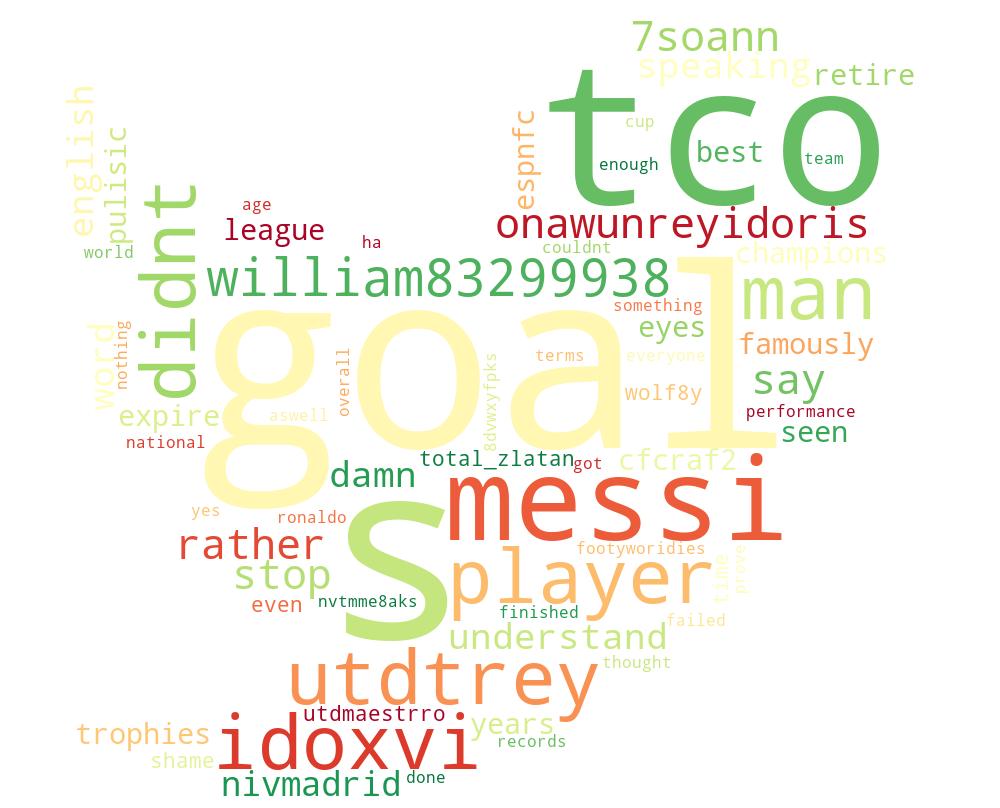 7soann
speaking
retire
tco
cup
best
team
enough
espnfc
english
pulisic
world
didnt
age
league
ha
onawunreyidoris
couldnt
champions
william83299938
man
goal
something
eyes
famously
word
nothing
overall
terms
everyone
8dvwxyfpks
wolf8y
say
performance
seen
expire
aswell
national
damn
total_zlatan
got
cfcraf2
s
messi
yes
ronaldo
rather
footyworidies
player
time
prove
stop
even
nvtmme8aks
finished
failed
understand
thought
utdtrey
utdmaestrro
years
records
trophies
idoxvi
shame
nivmadrid
done